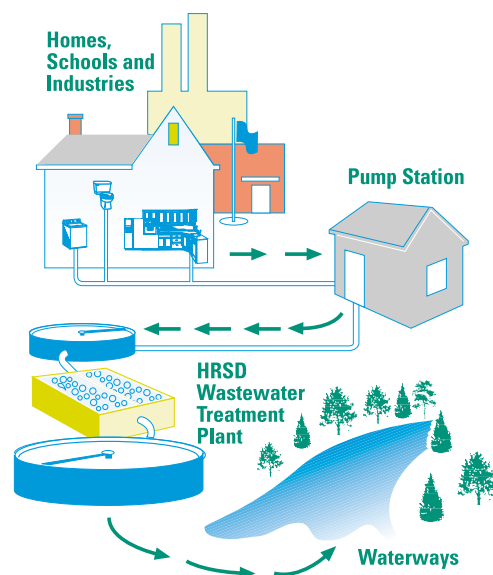 Homes,
Schools and
Industries
Pump Station
HRSD
Wastewater
Treatment
Plant
Waterways